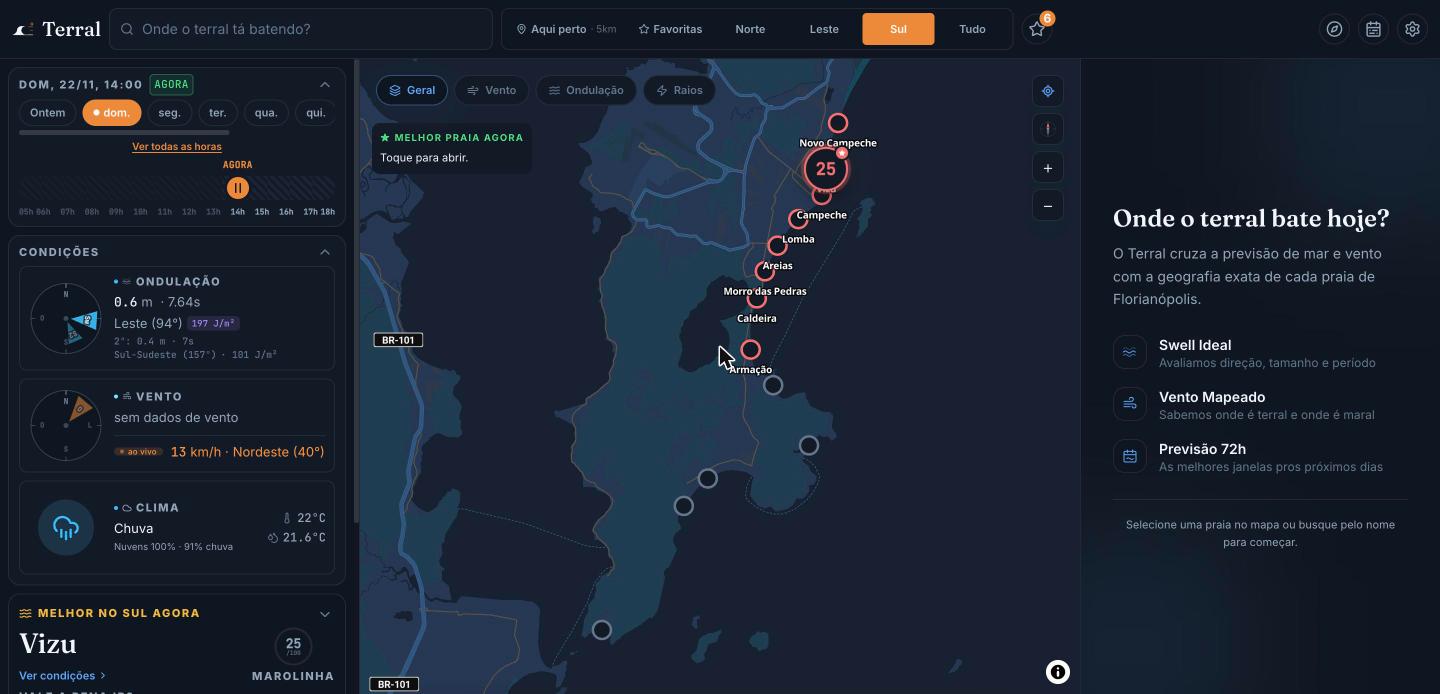 Terral
Onde o terral tá batendo?
Aqui perto · 5km
Favoritas
Norte
Leste
Sul
Tudo
6
DOM, 22/11, 14:00 AGORA
Ontem
dom.
seg.
ter.
qua.
qui.
Ver todas as horas
AGORA
05h 06h 07h 08h 09h 10h 11h 12h 13h 14h 15h 16h 17h 18h
CONDIÇÕES
ONDULAÇÃO
0.6 m · 7.64s
Leste (94°) 197 J/m²
2°: 0.4 m · 7s
Sul-Sudeste (157°) · 101 J/m²
N
S
O
VENTO
sem dados de vento
ao vivo 13 km/h · Nordeste (40°)
N
O
L
S
CLIMA
Chuva
Nuvens 100% · 91% chuva
22°C
21.6°C
MELHOR NO SUL AGORA
Vizu
25
/100
Ver condições
MAROLINHA
Geral
Vento
Ondulação
Raios
MELHOR PRAIA AGORA
Toque para abrir.
Novo Campeche
25
Campeche
Lomba
Areias
Morro das Pedras
Caldeira
Armação
BR-101
BR-101
+
−
Onde o terral bate hoje?
O Terral cruza a previsão de mar e vento
com a geografia exata de cada praia de
Florianópolis.
Swell Ideal
Avaliamos direção, tamanho e período
Vento Mapeado
Sabemos onde é terral e onde é maral
Previsão 72h
As melhores janelas pros próximos dias
Selecione uma praia no mapa ou busque pelo nome
para começar.